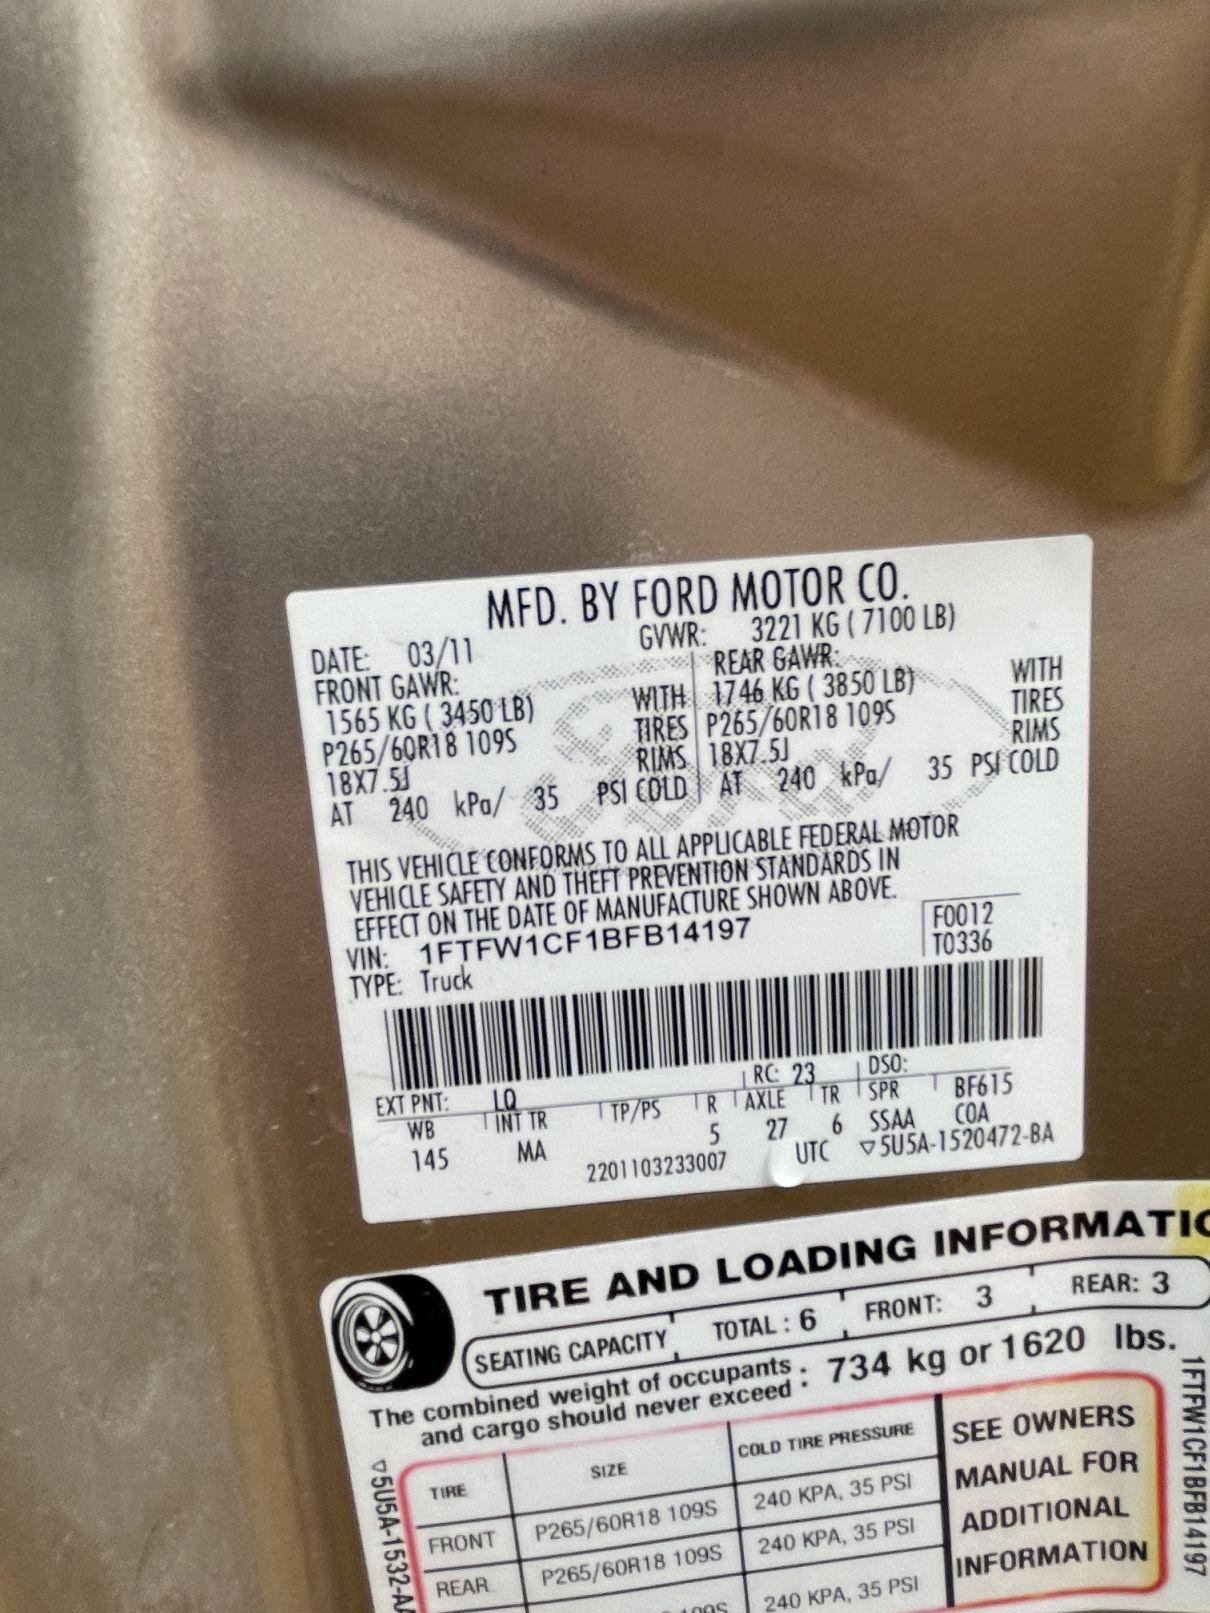 MFD. BY FORD MOTOR CO.
DATE: 03/11 GVWR: 3221 KG ( 7100 LB)
FRONT GAWR: REAR GAWR:
1565 KG ( 3450 LB) WITH 1746 KG ( 3850 LB) WITH
P265/60R18 109S TIRES P265/60R18 109S TIRES
18X7.5J RIMS 18X7.5J RIMS
AT 240 kPa/ 35 PSI COLD AT 240 kPa/ 35 PSI COLD
THIS VEHICLE CONFORMS TO ALL APPLICABLE FEDERAL MOTOR
VEHICLE SAFETY AND THEFT PREVENTION STANDARDS IN
EFFECT ON THE DATE OF MANUFACTURE SHOWN ABOVE.
VIN: 1FTFW1CF1BFB14197 F0012
TYPE: Truck T0336
EXT PNT: LQ RC: 23 DSO:
WB INT TR TP/PS R AXLE TR SPR BF615
145 MA 5 27 6 SSAA COA
2201103233007 UTC ▽5U5A-1520472-BA
TIRE AND LOADING INFORMATIO
SEATING CAPACITY TOTAL : 6 FRONT: 3 REAR: 3
The combined weight of occupants : 734 kg or 1620 lbs.
and cargo should never exceed :
TIRE SIZE COLD TIRE PRESSURE
FRONT P265/60R18 109S 240 KPA, 35 PSI
REAR P265/60R18 109S 240 KPA, 35 PSI
109S 240 KPA, 35 PSI
SEE OWNERS
MANUAL FOR
ADDITIONAL
INFORMATION
▽5U5A-1532-AA
1FTFW1CF1BFB14197